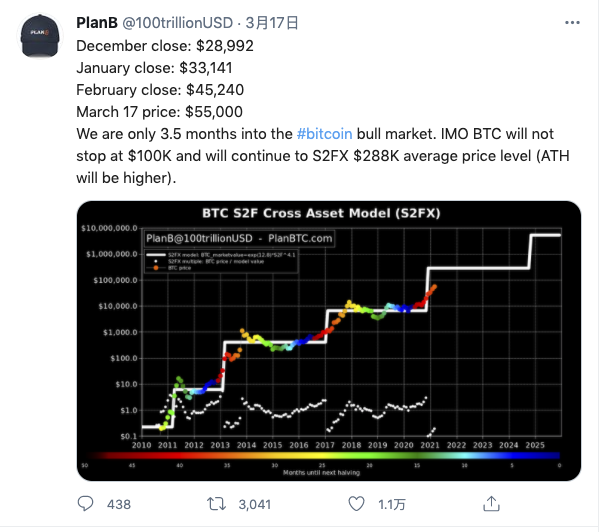 PlanB @100trillionUSD · 3月17日
December close: $28,992
January close: $33,141
February close: $45,240
March 17 price: $55,000
We are only 3.5 months into the #bitcoin bull market. IMO BTC will not
stop at $100K and will continue to S2FX $288K average price level (ATH
will be higher).
BTC S2F Cross Asset Model (S2FX)
$10,000,000.0
PlanB@100trillionUSD - PlanBTC.com
S2FX model: BTC_marketvalue=exp(12.8)*S2F^4.1
S2FX multiple: BTC price / model value
BTC price
$1,000,000.0
$100,000.0
$10,000.0
$1,000.0
$100.0
$10.0
$1.0
$0.1
2010 2011 2012 2013 2014 2015 2016 2017 2018 2019 2020 2021 2022 2023 2024 2025
50 45 40 35 30 25 20 15 10 5 0
Months until next halving
438 3,041 1.1万